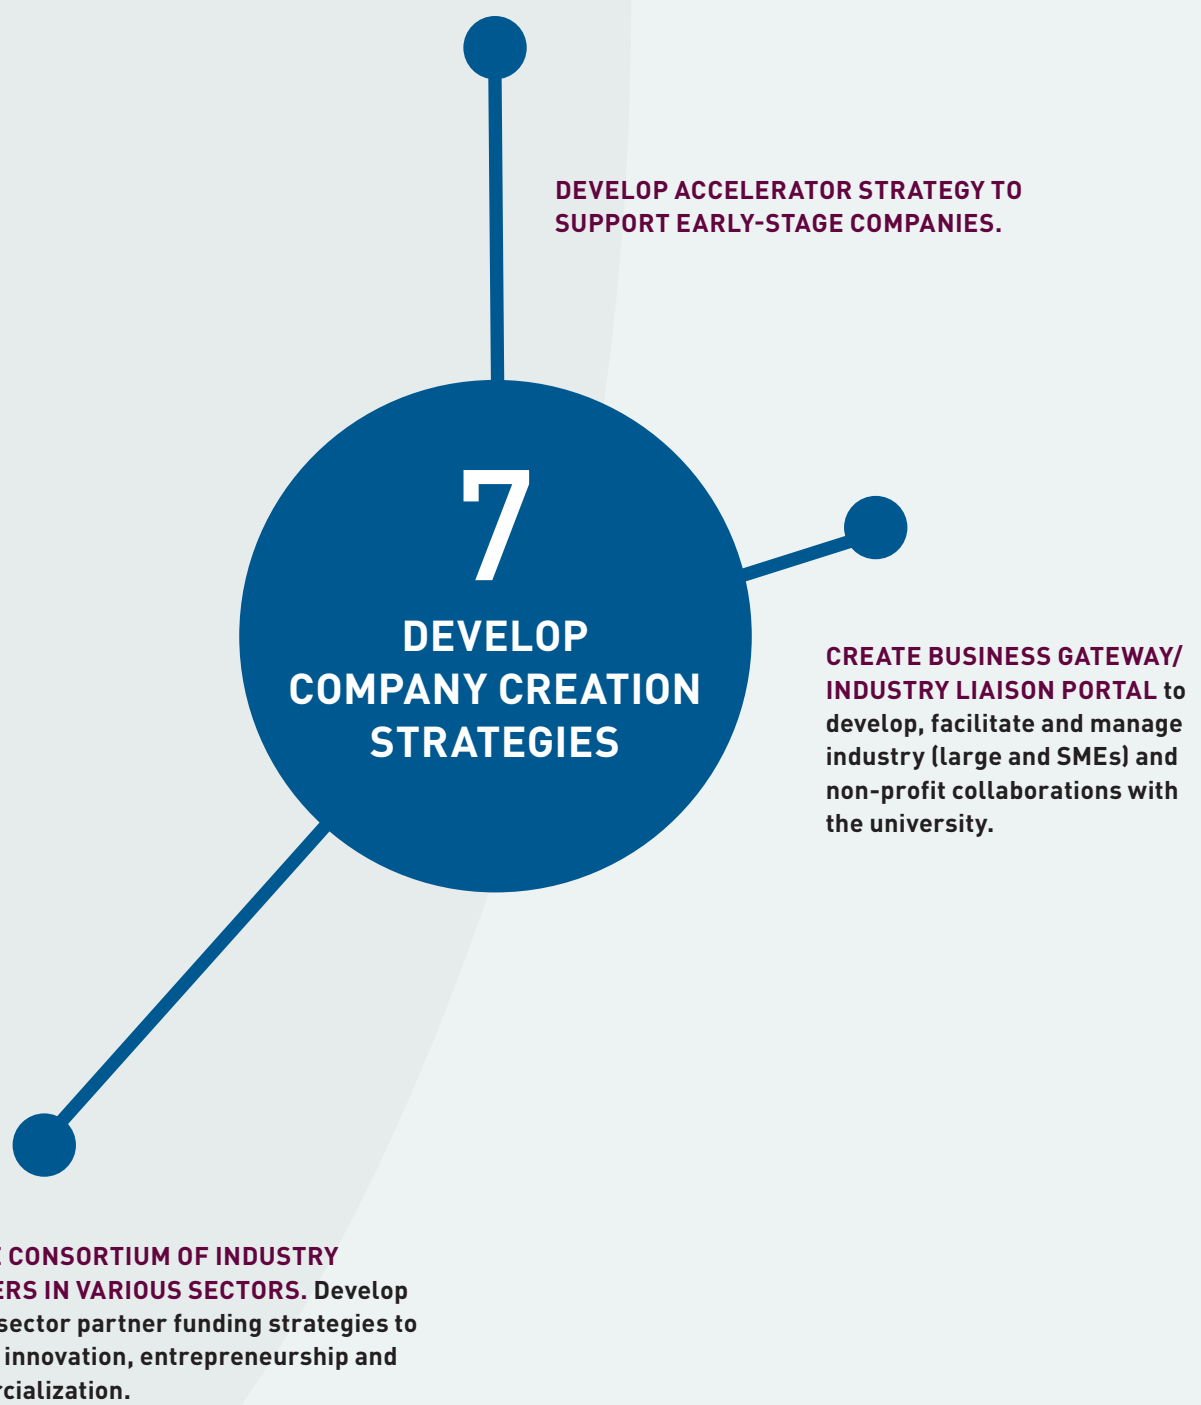 DEVELOP ACCELERATOR STRATEGY TO
SUPPORT EARLY-STAGE COMPANIES.
7
DEVELOP
COMPANY CREATION
STRATEGIES
CREATE BUSINESS GATEWAY/
INDUSTRY LIAISON PORTAL to
develop, facilitate and manage
industry (large and SMEs) and
non-profit collaborations with
the university.
CONSORTIUM OF INDUSTRY
IN VARIOUS SECTORS. Develop
sector partner funding strategies to
innovation, entrepreneurship and